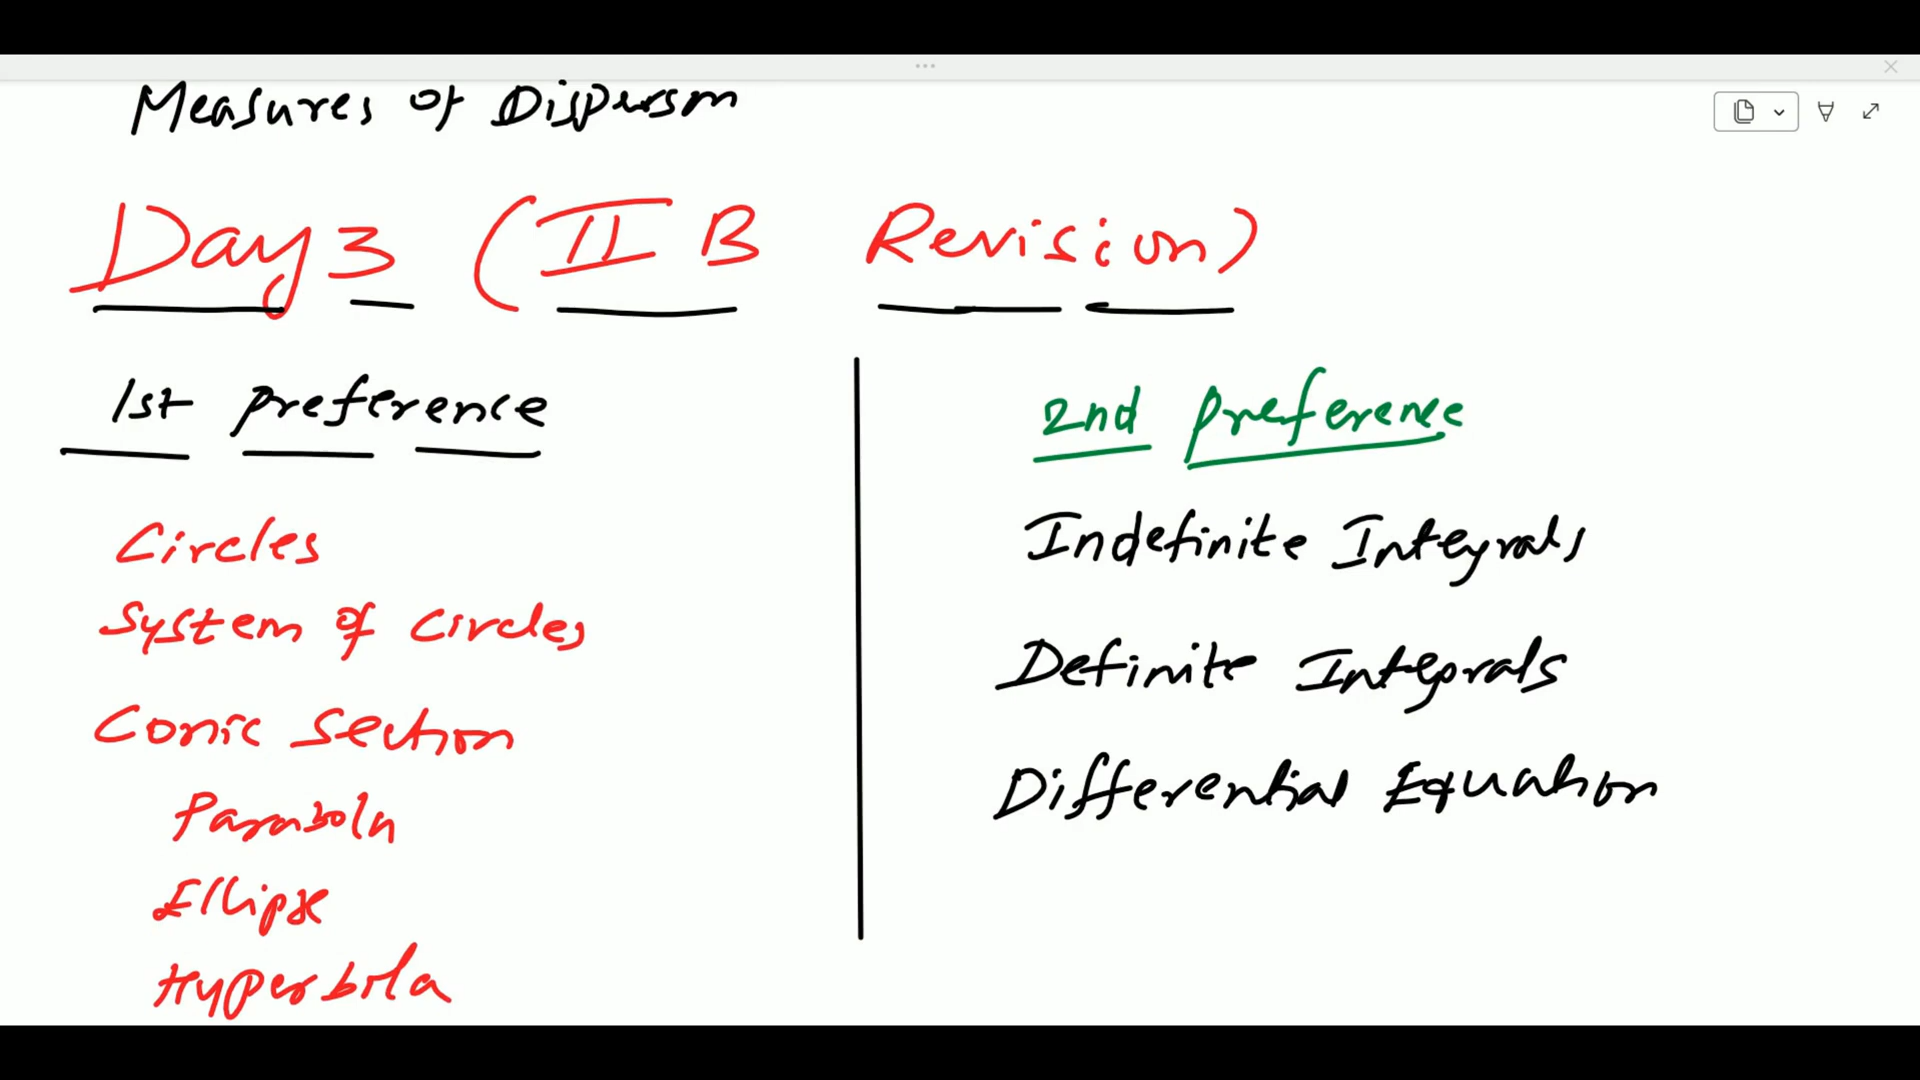 Measures of Dispersion
Day 3 (II B Revision)
1st preference
Circles
System of Circles
Conic Section
Parabola
Ellipse
Hyperbola
2nd preference
Indefinite Integrals
Definite Integrals
Differential Equation